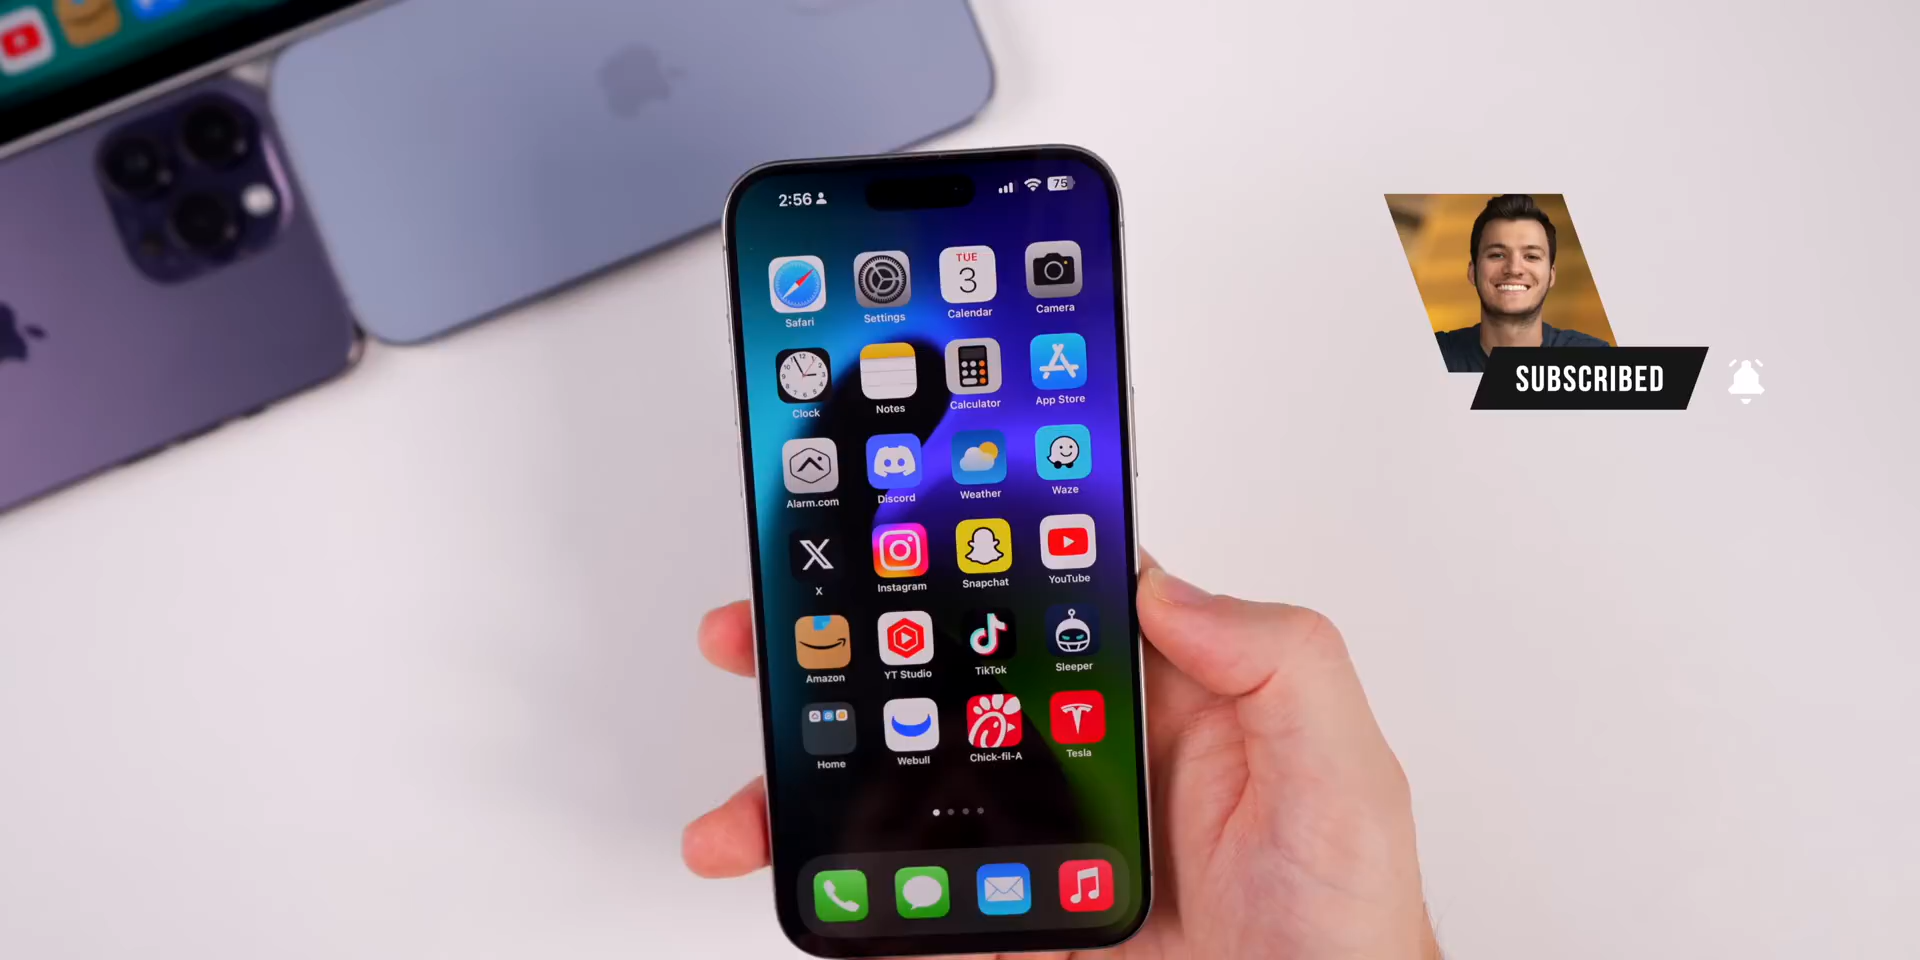 2:56
75
TUE
3
Safari
Settings
Calendar
Camera
Clock
Notes
Calculator
App Store
Alarm.com
Discord
Weather
Waze
X
Instagram
Snapchat
YouTube
Amazon
YT Studio
TikTok
Sleeper
Home
Webull
Chick-fil-A
Tesla
SUBSCRIBED